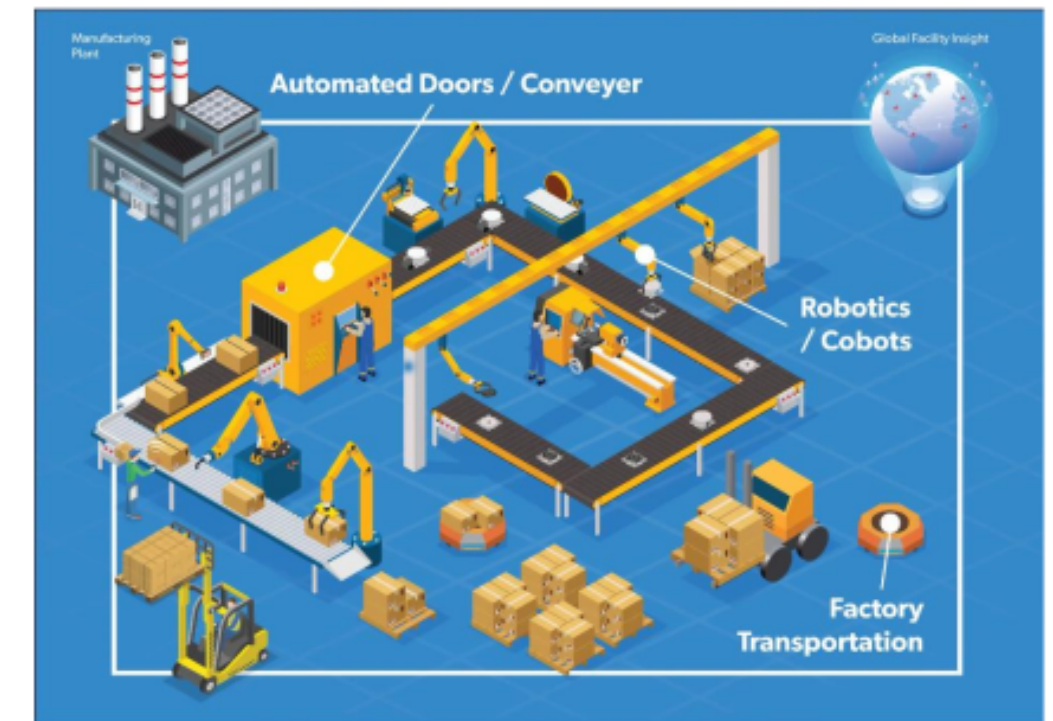 Manufacturing
Plant
Global Facility Insight
Automated Doors / Conveyer
Robotics
/ Cobots
Factory
Transportation